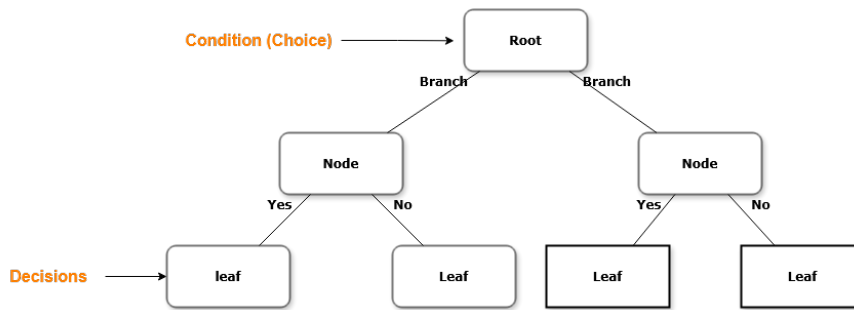 Condition (Choice)
Root
Branch
Branch
Node
Node
Yes
No
Yes
No
Decisions
leaf
Leaf
Leaf
Leaf